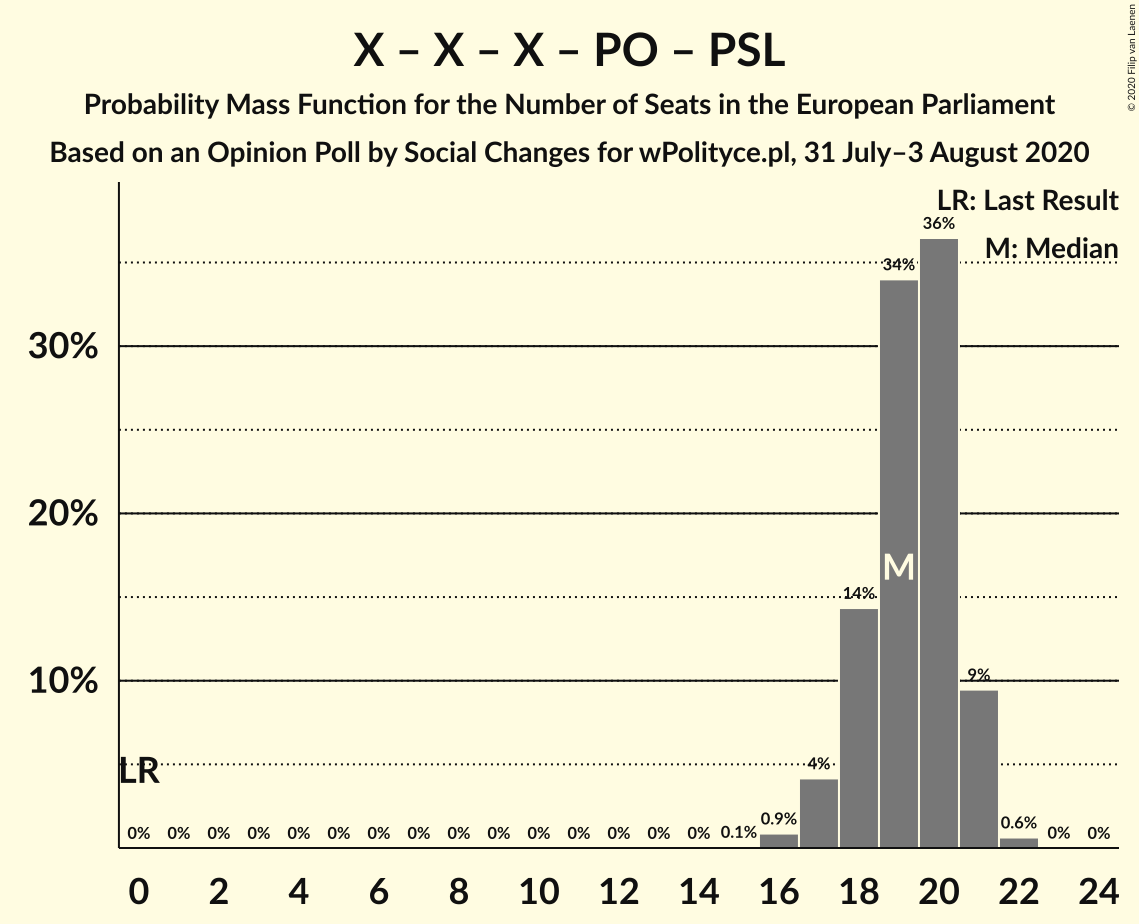 X – X – X – PO – PSL
Probability Mass Function for the Number of Seats in the European Parliament
Based on an Opinion Poll by Social Changes for wPolityce.pl, 31 July–3 August 2020
© 2020 Filip van Laenen
LR: Last Result
M: Median
36%
34%
30%
20%
M
14%
10%
9%
LR
4%
0% 0% 0% 0% 0% 0% 0% 0% 0% 0% 0% 0% 0% 0% 0% 0.1% 0.9% 0.6% 0% 0%
0 2 4 6 8 10 12 14 16 18 20 22 24